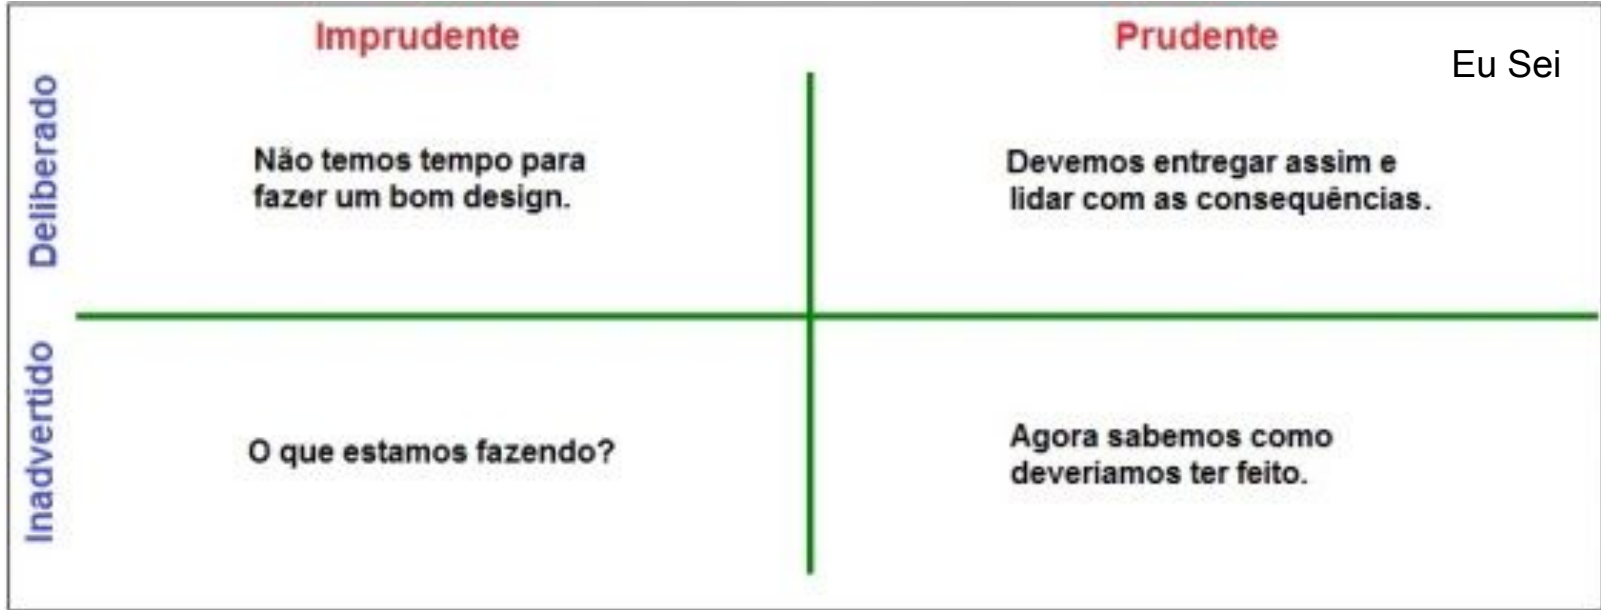 Imprudente
Prudente
Eu Sei
Deliberado
Não temos tempo para
fazer um bom design.
Devemos entregar assim e
lidar com as consequências.
Inadvertido
O que estamos fazendo?
Agora sabemos como
deveriamos ter feito.